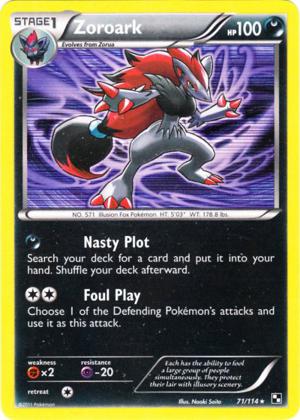 STAGE1
Zoroark
HP100
Evolves from Zorua
NO. 571 Illusion Fox Pokémon HT: 5'03" WT: 178.8 lbs.
Nasty Plot
Search your deck for a card and put it into your
hand. Shuffle your deck afterward.
Foul Play
Choose 1 of the Defending Pokémon's attacks and
use it as this attack.
weakness
×2
resistance
-20
retreat
Each has the ability to fool
a large group of people
simultaneously. They protect
their lair with illusory scenery.
Illus. Naoki Saito
71/114★